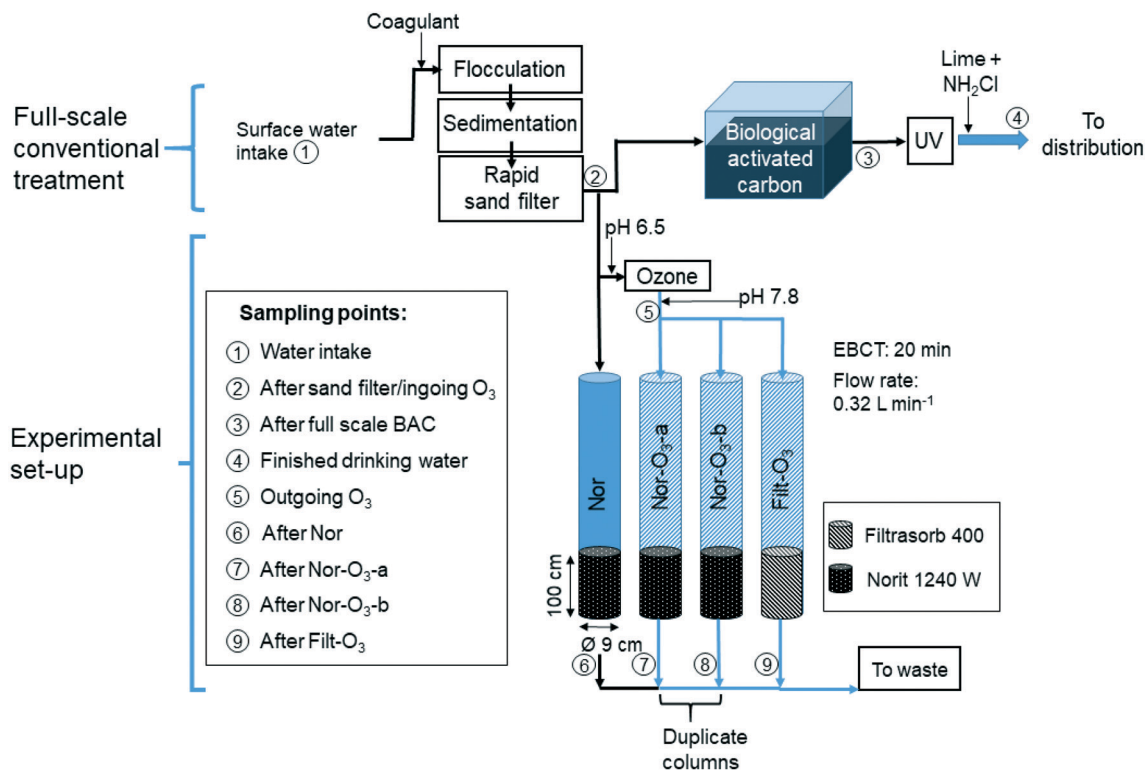 Coagulant
Flocculation
Sedimentation
Rapid
sand filter
Full-scale
conventional
treatment
Surface water
intake ①
②
Biological
activated
carbon
③
UV
Lime +
NH₂Cl
④
To
distribution
pH 6.5
Ozone
⑤
pH 7.8
Experimental
set-up
Sampling points:
① Water intake
② After sand filter/ingoing O₃
③ After full scale BAC
④ Finished drinking water
⑤ Outgoing O₃
⑥ After Nor
⑦ After Nor-O₃-a
⑧ After Nor-O₃-b
⑨ After Filt-O₃
EBCT: 20 min
Flow rate:
0.32 L min⁻¹
Nor
Nor-O₃-a
Nor-O₃-b
Filt-O₃
Filtrasorb 400
Norit 1240 W
100 cm
Ø 9 cm
⑥
⑦
⑧
⑨
To waste
Duplicate
columns